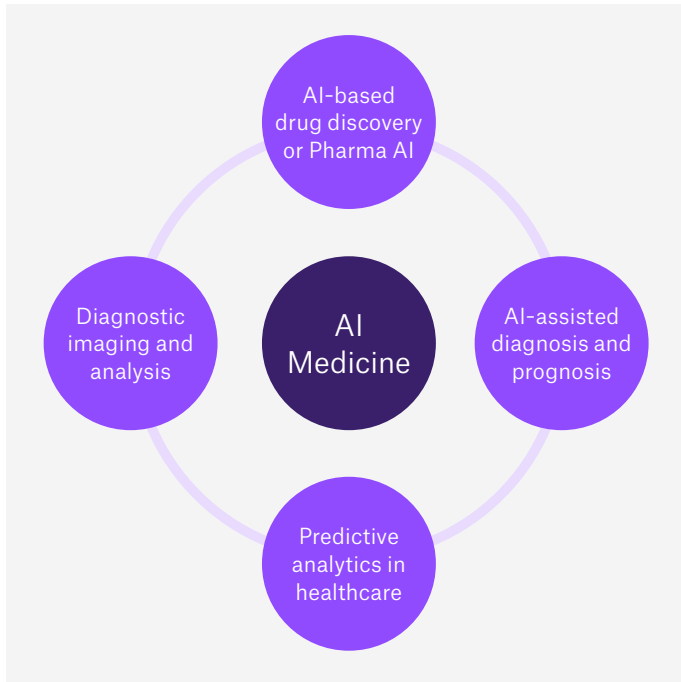 AI-based
drug discovery
or Pharma AI
Diagnostic
imaging and
analysis
AI
Medicine
AI-assisted
diagnosis and
prognosis
Predictive
analytics in
healthcare